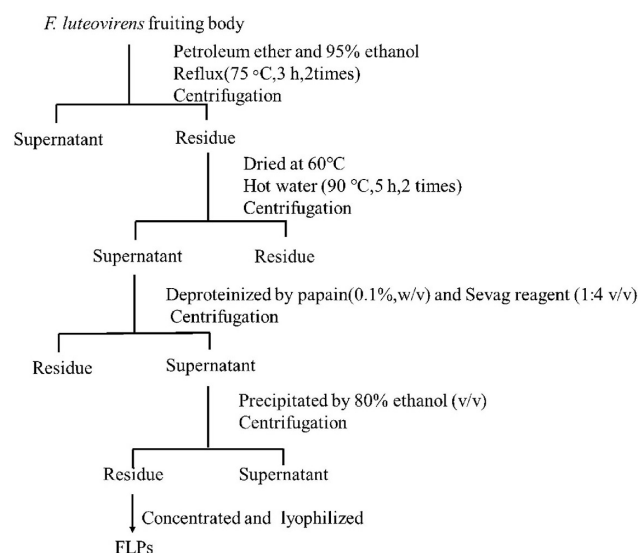 F. luteovirens fruiting body
Petroleum ether and 95% ethanol
Reflux(75 °C,3 h,2times)
Centrifugation
Supernatant
Residue
Dried at 60℃
Hot water (90 °C,5 h,2 times)
Centrifugation
Supernatant
Residue
Deproteinized by papain(0.1%,w/v) and Sevag reagent (1:4 v/v)
Centrifugation
Residue
Supernatant
Precipitated by 80% ethanol (v/v)
Centrifugation
Residue
Supernatant
Concentrated and lyophilized
FLPs